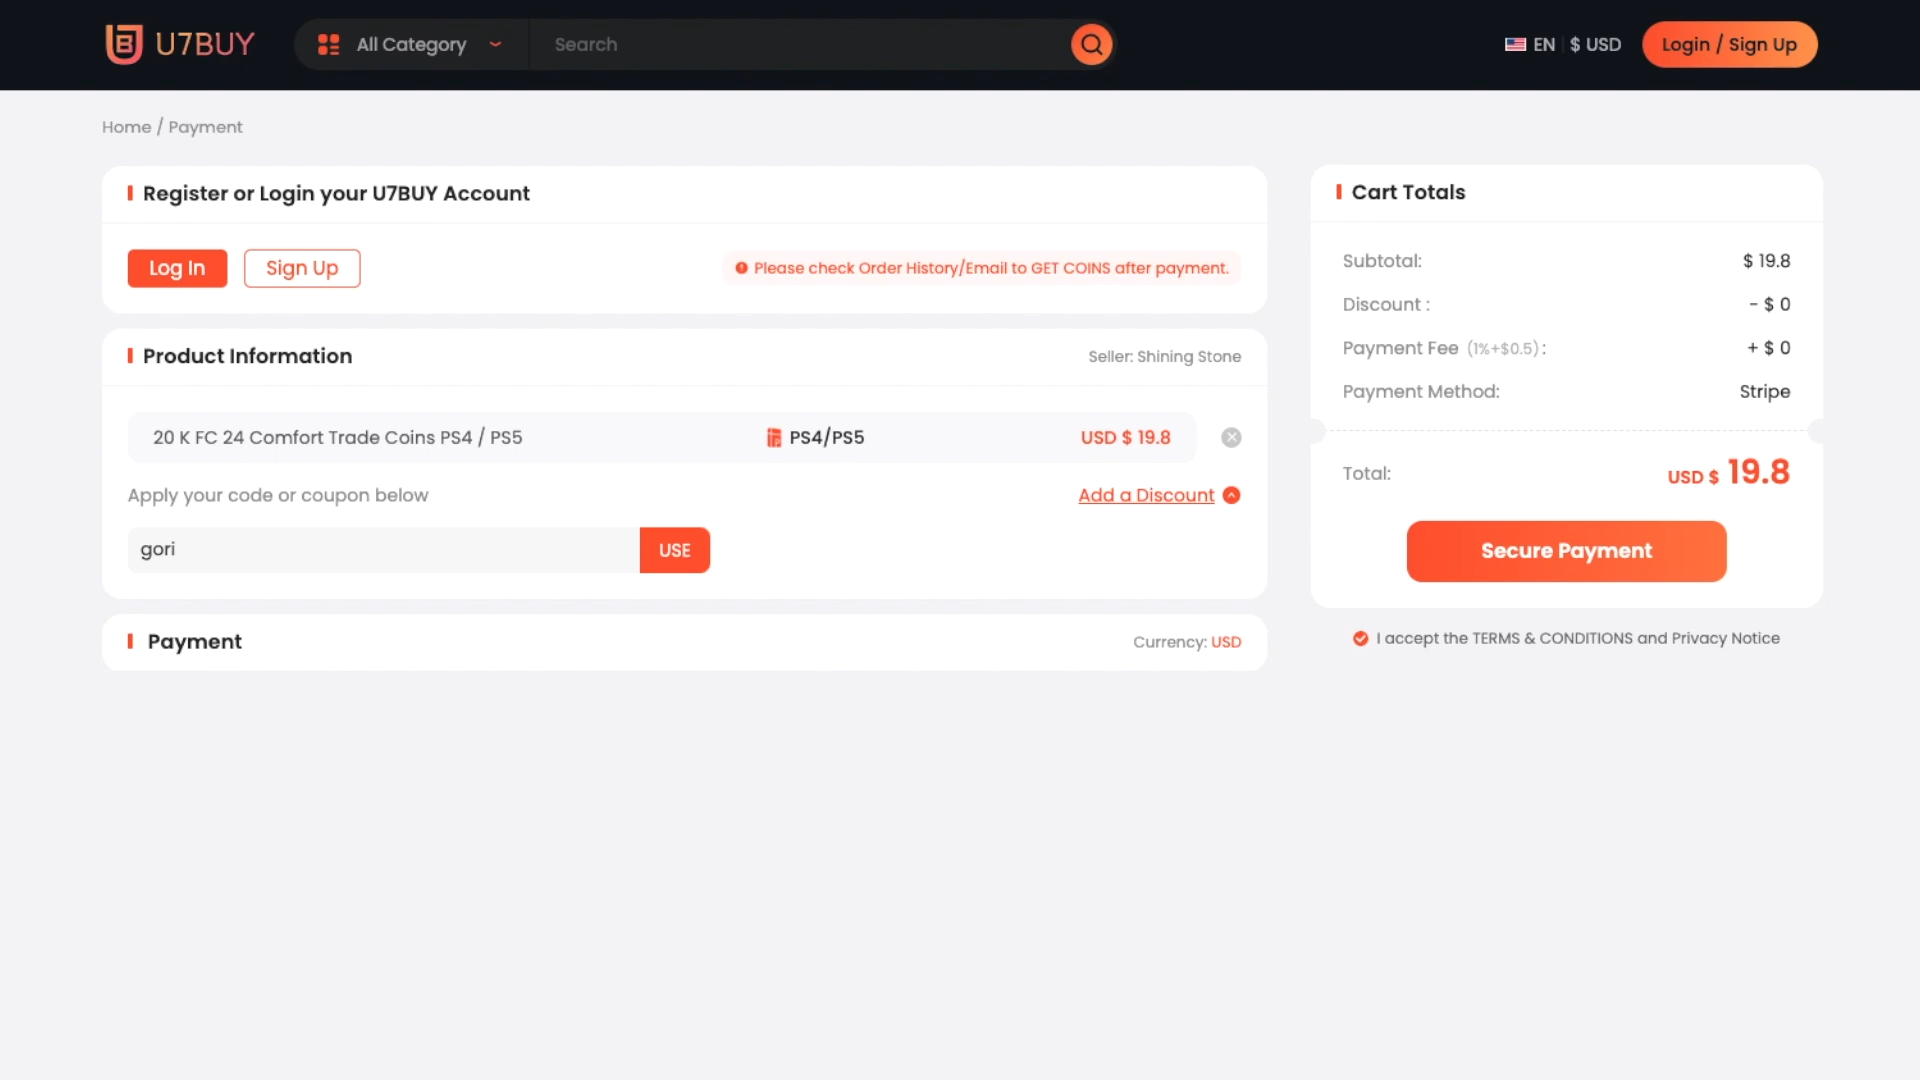 U7BUY
All Category
Search
EN
$ USD
Login / Sign Up
Home / Payment
Register or Login your U7BUY Account
Log In
Sign Up
Please check Order History/Email to GET COINS after payment.
Product Information
Seller: Shining Stone
20 K FC 24 Comfort Trade Coins PS4 / PS5
PS4/PS5
USD $ 19.8
Apply your code or coupon below
Add a Discount
gori
USE
Payment
Currency: USD
Cart Totals
Subtotal: $ 19.8
Discount : - $ 0
Payment Fee (1%+$0.5): + $ 0
Payment Method: Stripe
Total: USD $ 19.8
Secure Payment
I accept the TERMS & CONDITIONS and Privacy Notice